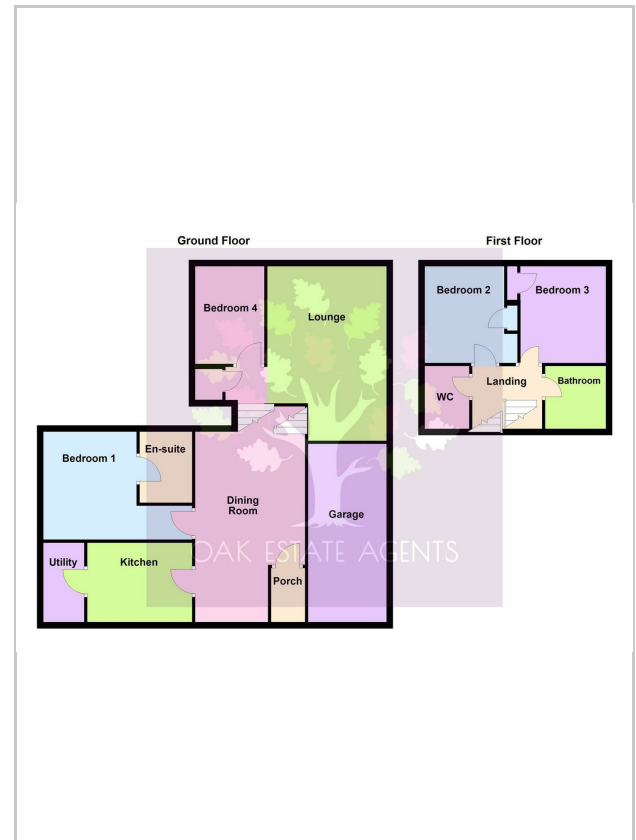 Ground Floor
First Floor
Bedroom 4
Lounge
Bedroom 2
Bedroom 3
WC
Landing
Bathroom
Bedroom 1
En-suite
Dining
Room
Garage
Utility
Kitchen
Porch
OAK ESTATE AGENTS